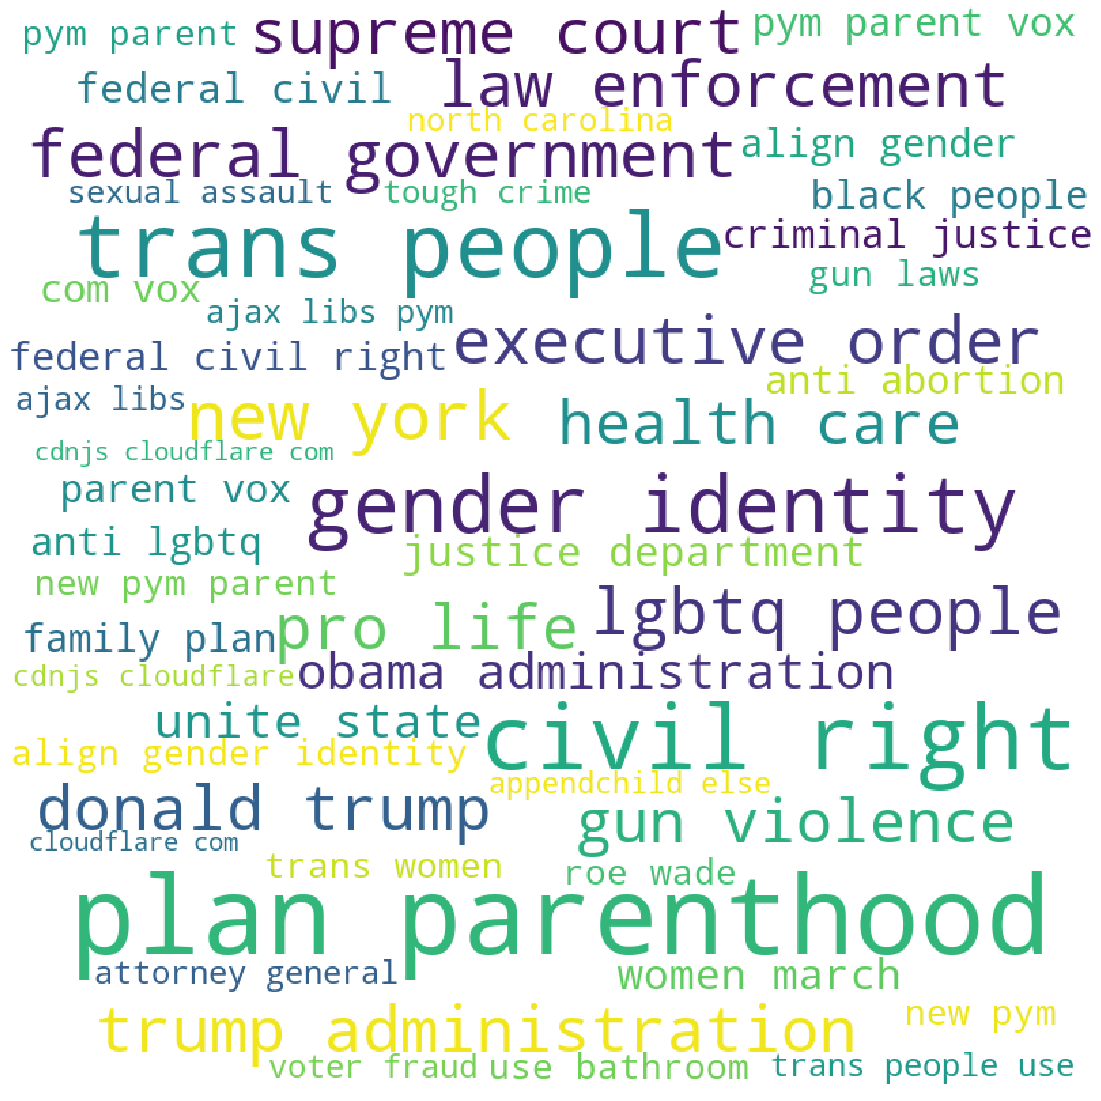 pym parent
supreme court
pym parent vox
federal civil
law enforcement
north carolina
federal government
align gender
sexual assault
tough crime
black people
trans people
criminal justice
gun laws
com vox
ajax libs pym
executive order
federal civil right
anti abortion
ajax libs
new york
health care
cdnjs cloudflare com
parent vox
gender identity
anti lgbtq
justice department
new pym parent
pro life
lgbtq people
family plan
cdnjs cloudflare
obama administration
unite state
civil right
align gender identity
appendchild else
donald trump
gun violence
cloudflare com
trans women
roe wade
plan parenthood
attorney general
women march
trump administration
new pym
voter fraud
use bathroom
trans people use